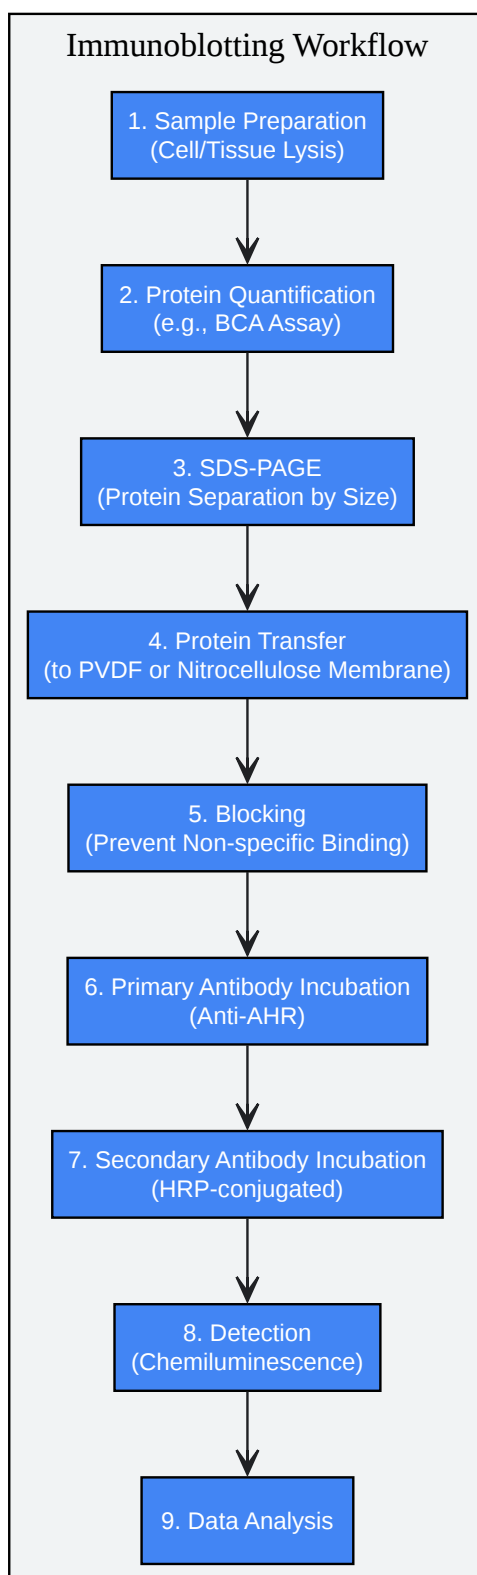 Immunoblotting Workflow
1. Sample Preparation
(Cell/Tissue Lysis)
2. Protein Quantification
(e.g., BCA Assay)
3. SDS-PAGE
(Protein Separation by Size)
4. Protein Transfer
(to PVDF or Nitrocellulose Membrane)
5. Blocking
(Prevent Non-specific Binding)
6. Primary Antibody Incubation
(Anti-AHR)
7. Secondary Antibody Incubation
(HRP-conjugated)
8. Detection
(Chemiluminescence)
9. Data Analysis